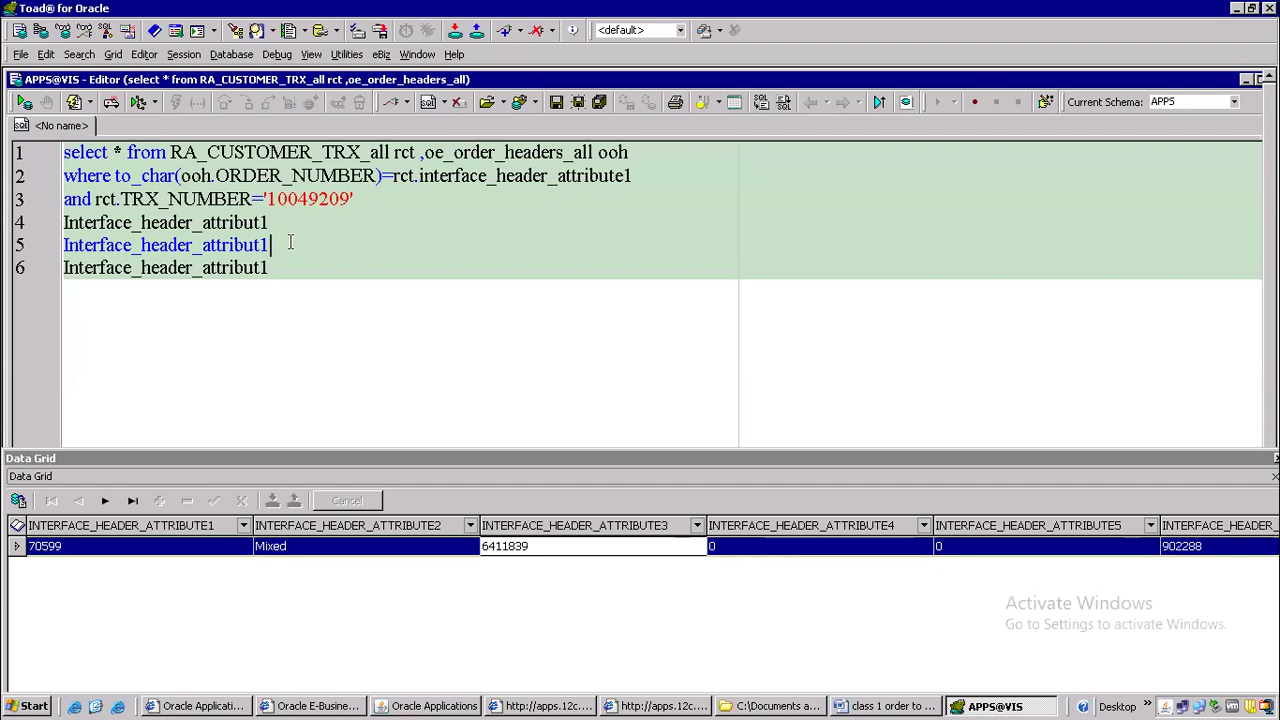 Toad® for Oracle
<default>
File Edit Search Grid Editor Session Database Debug View Utilities eBiz Window Help
APPS@VIS - Editor (select * from RA_CUSTOMER_TRX_all rct ,oe_order_headers_all)
Current Schema: APPS
<No name>
1 select * from RA_CUSTOMER_TRX_all rct ,oe_order_headers_all ooh
2 where to_char(ooh.ORDER_NUMBER)=rct.interface_header_attribute1
3 and rct.TRX_NUMBER='10049209'
4 Interface_header_attribut1
5 Interface_header_attribut1
6 Interface_header_attribut1
Data Grid
Data Grid
Cancel
INTERFACE_HEADER_ATTRIBUTE1 INTERFACE_HEADER_ATTRIBUTE2 INTERFACE_HEADER_ATTRIBUTE3 INTERFACE_HEADER_ATTRIBUTE4 INTERFACE_HEADER_ATTRIBUTE5 INTERFACE_HEADER_
70599 Mixed 6411839 0 0 902288
Activate Windows
Go to Settings to activate Windows.
Start Oracle Applicati... Oracle E-Busine... Oracle Applications http://apps.12c.... http://apps.12c.... C:\Documents a... class 1 order to ... APPS@VIS Desktop »